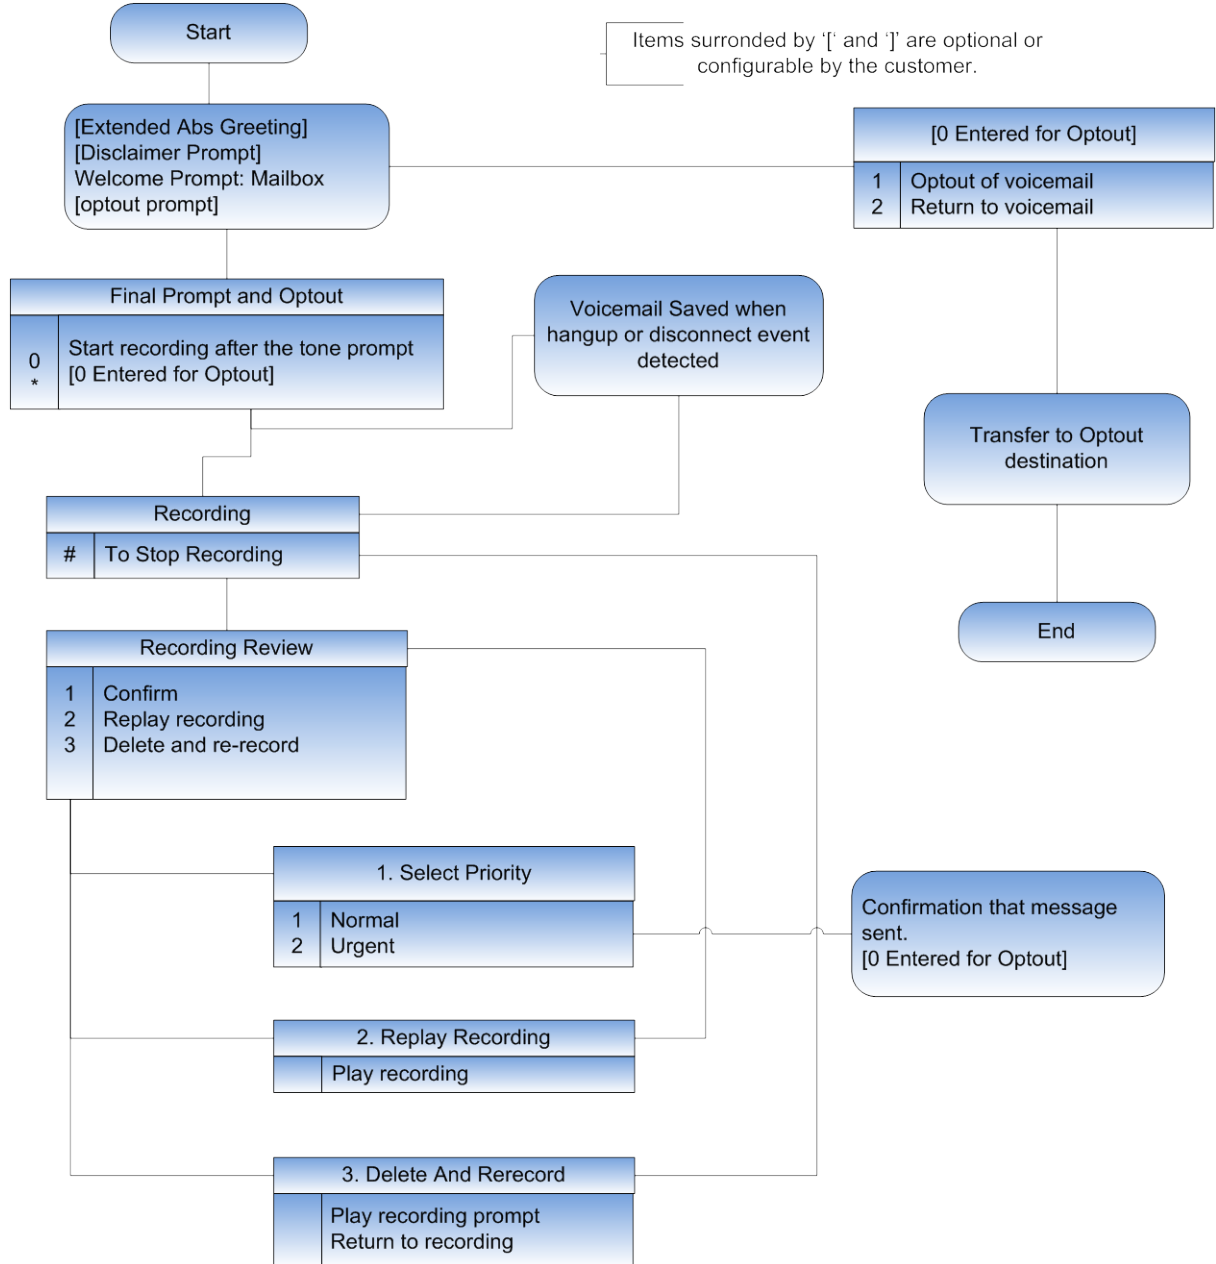 Start
Items surronded by ‘[‘ and ‘]’ are optional or
configurable by the customer.
[Extended Abs Greeting]
[Disclaimer Prompt]
Welcome Prompt: Mailbox
[optout prompt]
[0 Entered for Optout]
1 Optout of voicemail
2 Return to voicemail
Final Prompt and Optout
Start recording after the tone prompt
0 [0 Entered for Optout]
*
Voicemail Saved when
hangup or disconnect event
detected
Transfer to Optout
destination
Recording
# To Stop Recording
End
Recording Review
1 Confirm
2 Replay recording
3 Delete and re-record
1. Select Priority
1 Normal
2 Urgent
Confirmation that message
sent.
[0 Entered for Optout]
2. Replay Recording
Play recording
3. Delete And Rerecord
Play recording prompt
Return to recording